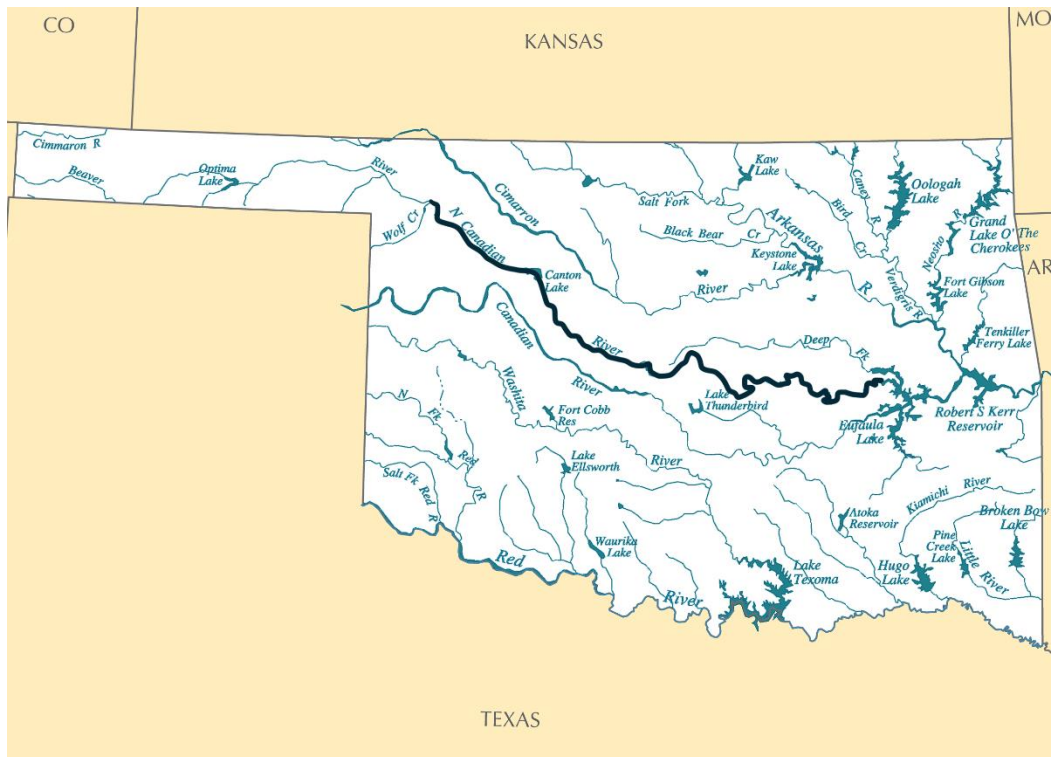 CO
KANSAS
MO
Cimmaron R
Beaver
Optima
Lake
River
Wolf Cr
N Canadian
Cimarron
Canton
Lake
Salt Fork
Kaw
Lake
Arkansas
Black Bear Cr
Keystone
Lake
River
Bird Cr
Caney R
Oologah
Lake
Verdigris R
Neosho R
Grand
Lake O' The
Cherokees
R
Fort Gibson
Lake
AR
Tenkiller
Ferry Lake
Canadian
River
River
Deep Fk
Lake
Thunderbird
Robert S Kerr
Reservoir
Eufaula
Lake
Washita
Fort Cobb
Res
River
N Fk Red R
Salt Fk Red R
Lake
Ellsworth
Waurika
Lake
Red
River
Lake
Texoma
Atoka
Reservoir
Kiamichi River
Hugo
Lake
Pine
Creek
Lake
Little River
Broken Bow
Lake
TEXAS